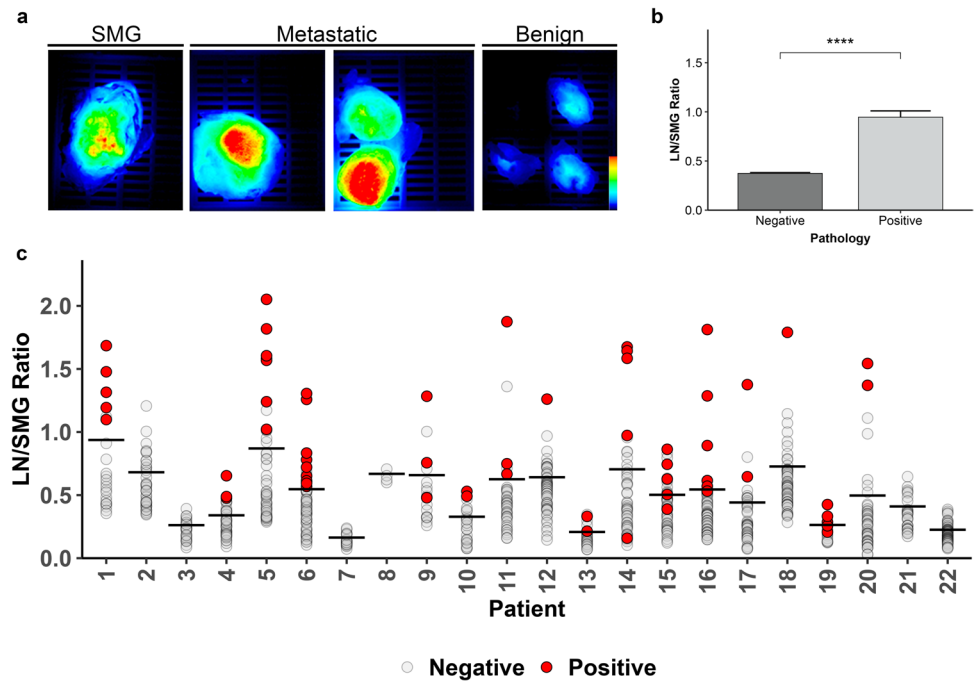 a
SMG
Metastatic
Benign
b
LN/SMG Ratio
1.5
1.0
0.5
0.0
****
Negative
Positive
Pathology
c
LN/SMG Ratio
2.0
1.5
1.0
0.5
0.0
1 2 3 4 5 6 7 8 9 10 11 12 13 14 15 16 17 18 19 20 21 22
Patient
Negative Positive